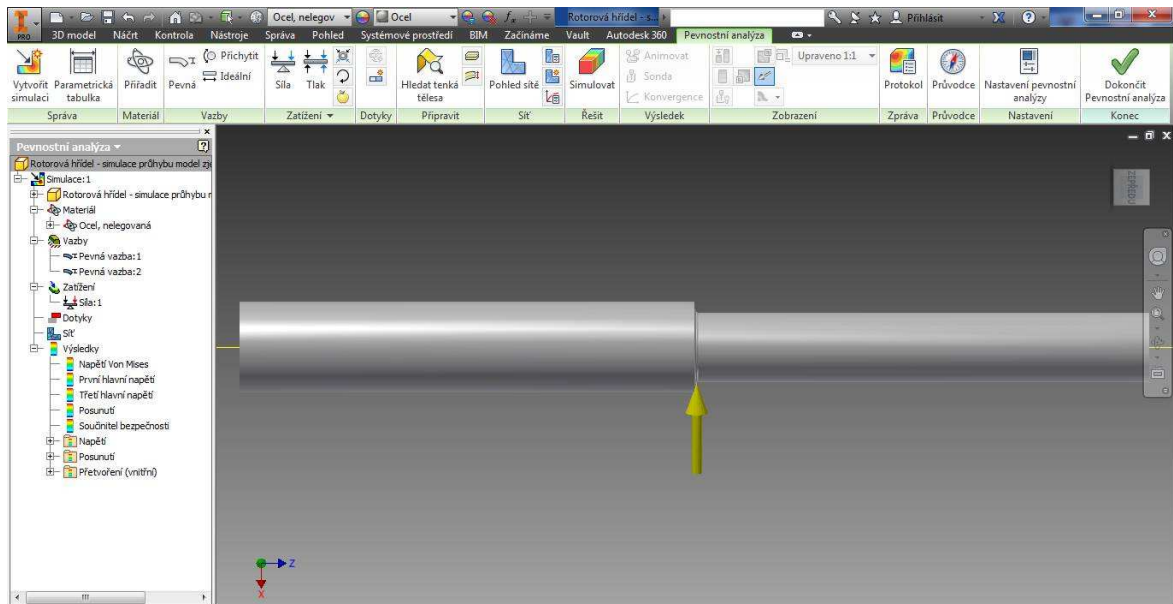 Ocel, nelegov Ocel Rotorová hřídel - s... Přihlásit
PRO 3D model Náčrt Kontrola Nástroje Správa Pohled Systémové prostředí BIM Začínáme Vault Autodesk 360 Pevnostní analýza
Přichytit Animovat Upraveno 1:1
Ideální Sonda
Vytvořit simulaci
Parametrická tabulka
Přiřadit Pevná
Síla Tlak
Hledat tenká tělesa
Pohled sítě Simulovat
Konvergence
Protokol Průvodce
Nastavení pevnostní analýzy
Dokončit Pevnostní analýza
Správa Materiál Vazby Zatížení Dotyky Připravit Síť Řešit Výsledek Zobrazení Zpráva Průvodce Nastavení Konec
Pevnostní analýza
Rotorová hřídel - simulace průhybu model zje
Simulace:1
Rotorová hřídel - simulace průhybu r
Materiál
Ocel, nelegovaná
Vazby
Pevná vazba:1
Pevná vazba:2
Zatížení
Síla:1
Dotyky
Síť
Výsledky
Napětí Von Mises
První hlavní napětí
Třetí hlavní napětí
Posunutí
Součinitel bezpečnosti
Napětí
Posunutí
Přetvoření (vnitřní)
ZEPŘEDU
Z
X